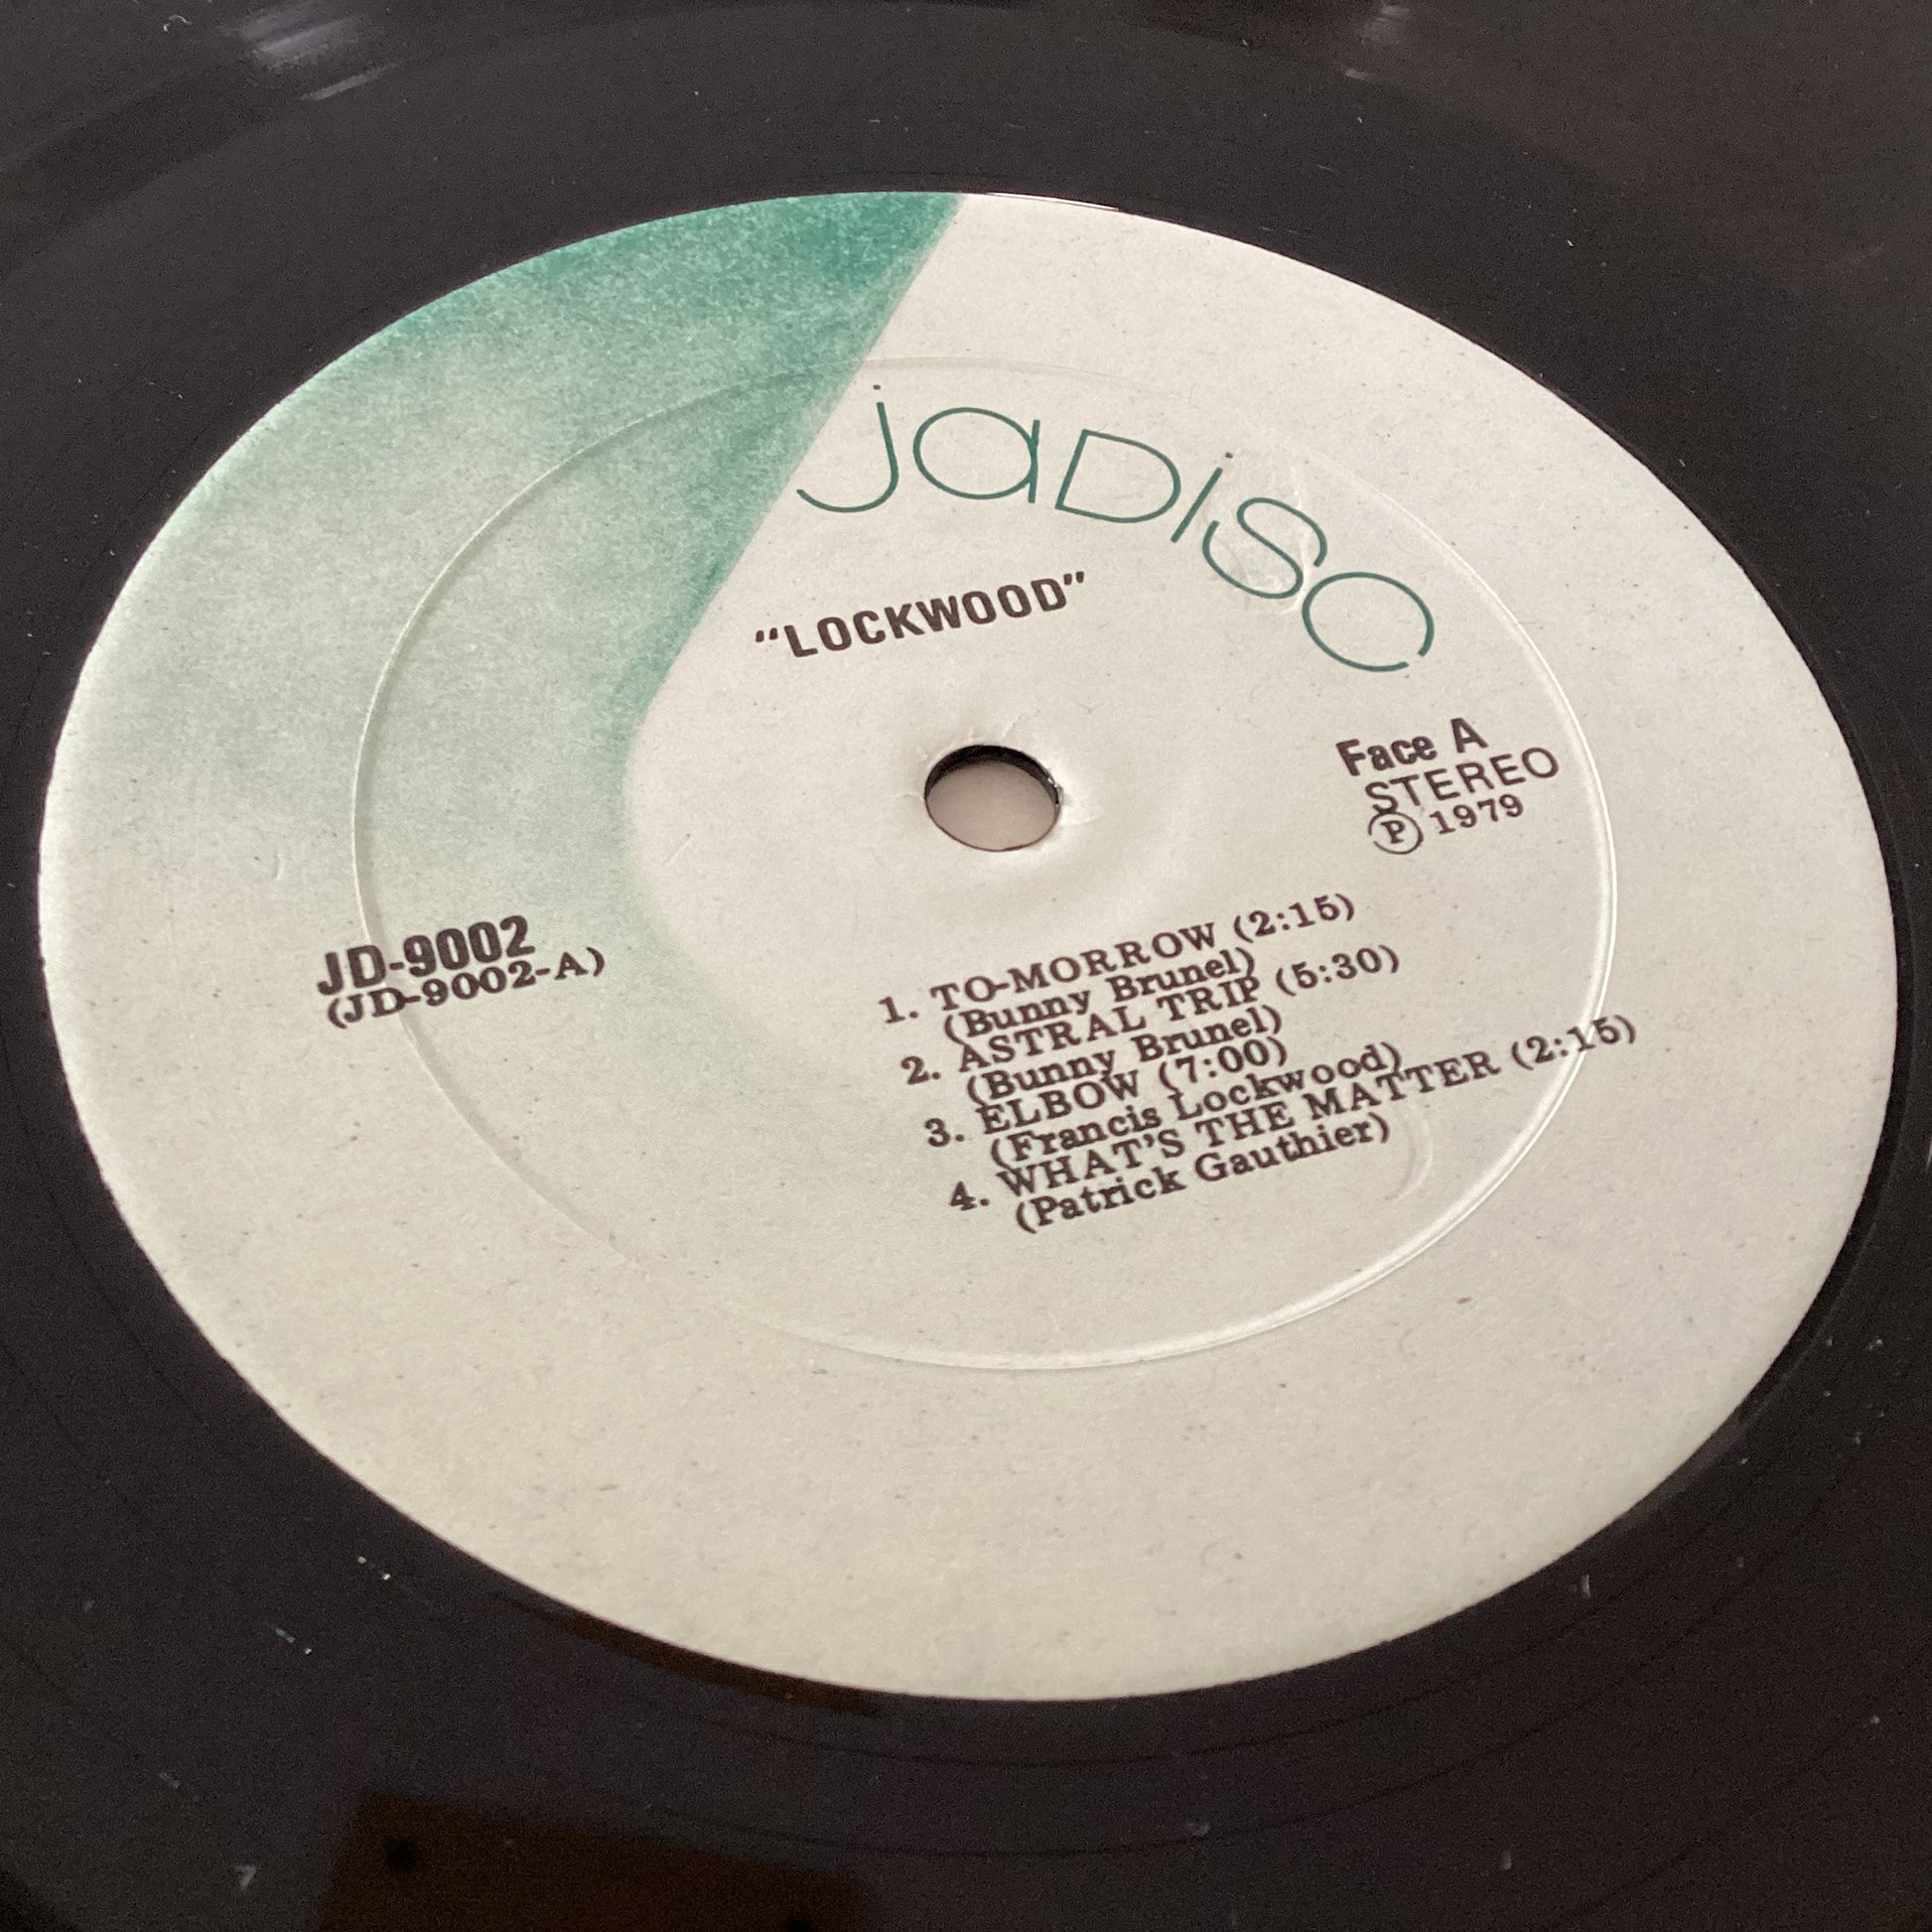 jaDisc
"LOCKWOOD"
Face A
STEREO
Ⓟ 1979
JD-9002
(JD-9002-A)
1. TO-MORROW (2:15)
(Bunny Brunel)
2. ASTRAL TRIP (5:30)
(Bunny Brunel)
3. ELBOW (7:00)
(Francis Lockwood)
4. WHAT'S THE MATTER (2:15)
(Patrick Gauthier)